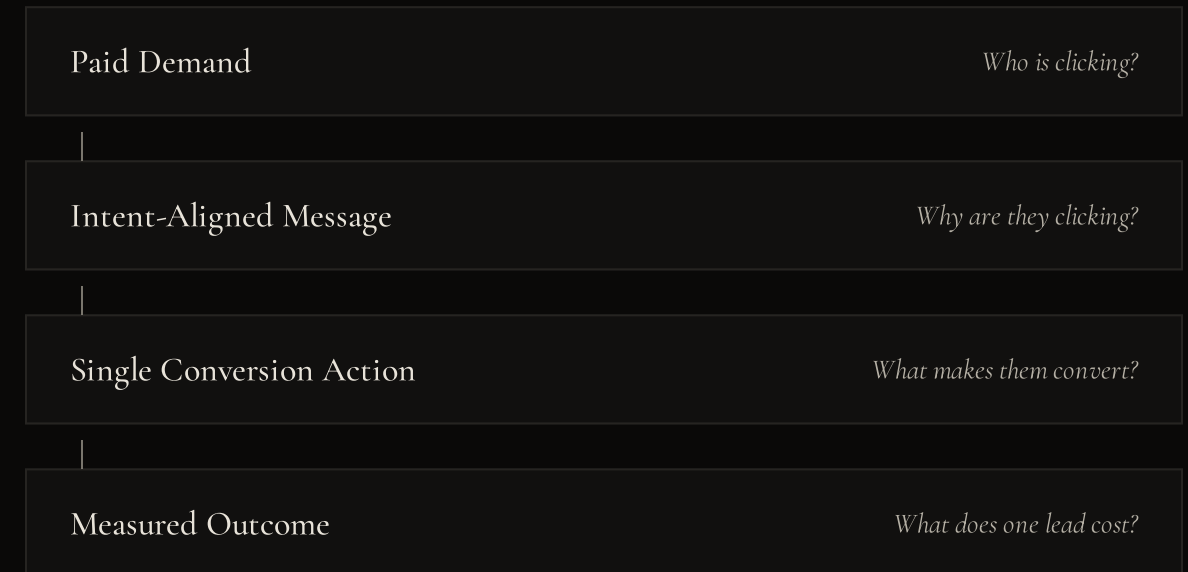 Paid Demand Who is clicking?
Intent-Aligned Message Why are they clicking?
Single Conversion Action What makes them convert?
Measured Outcome What does one lead cost?